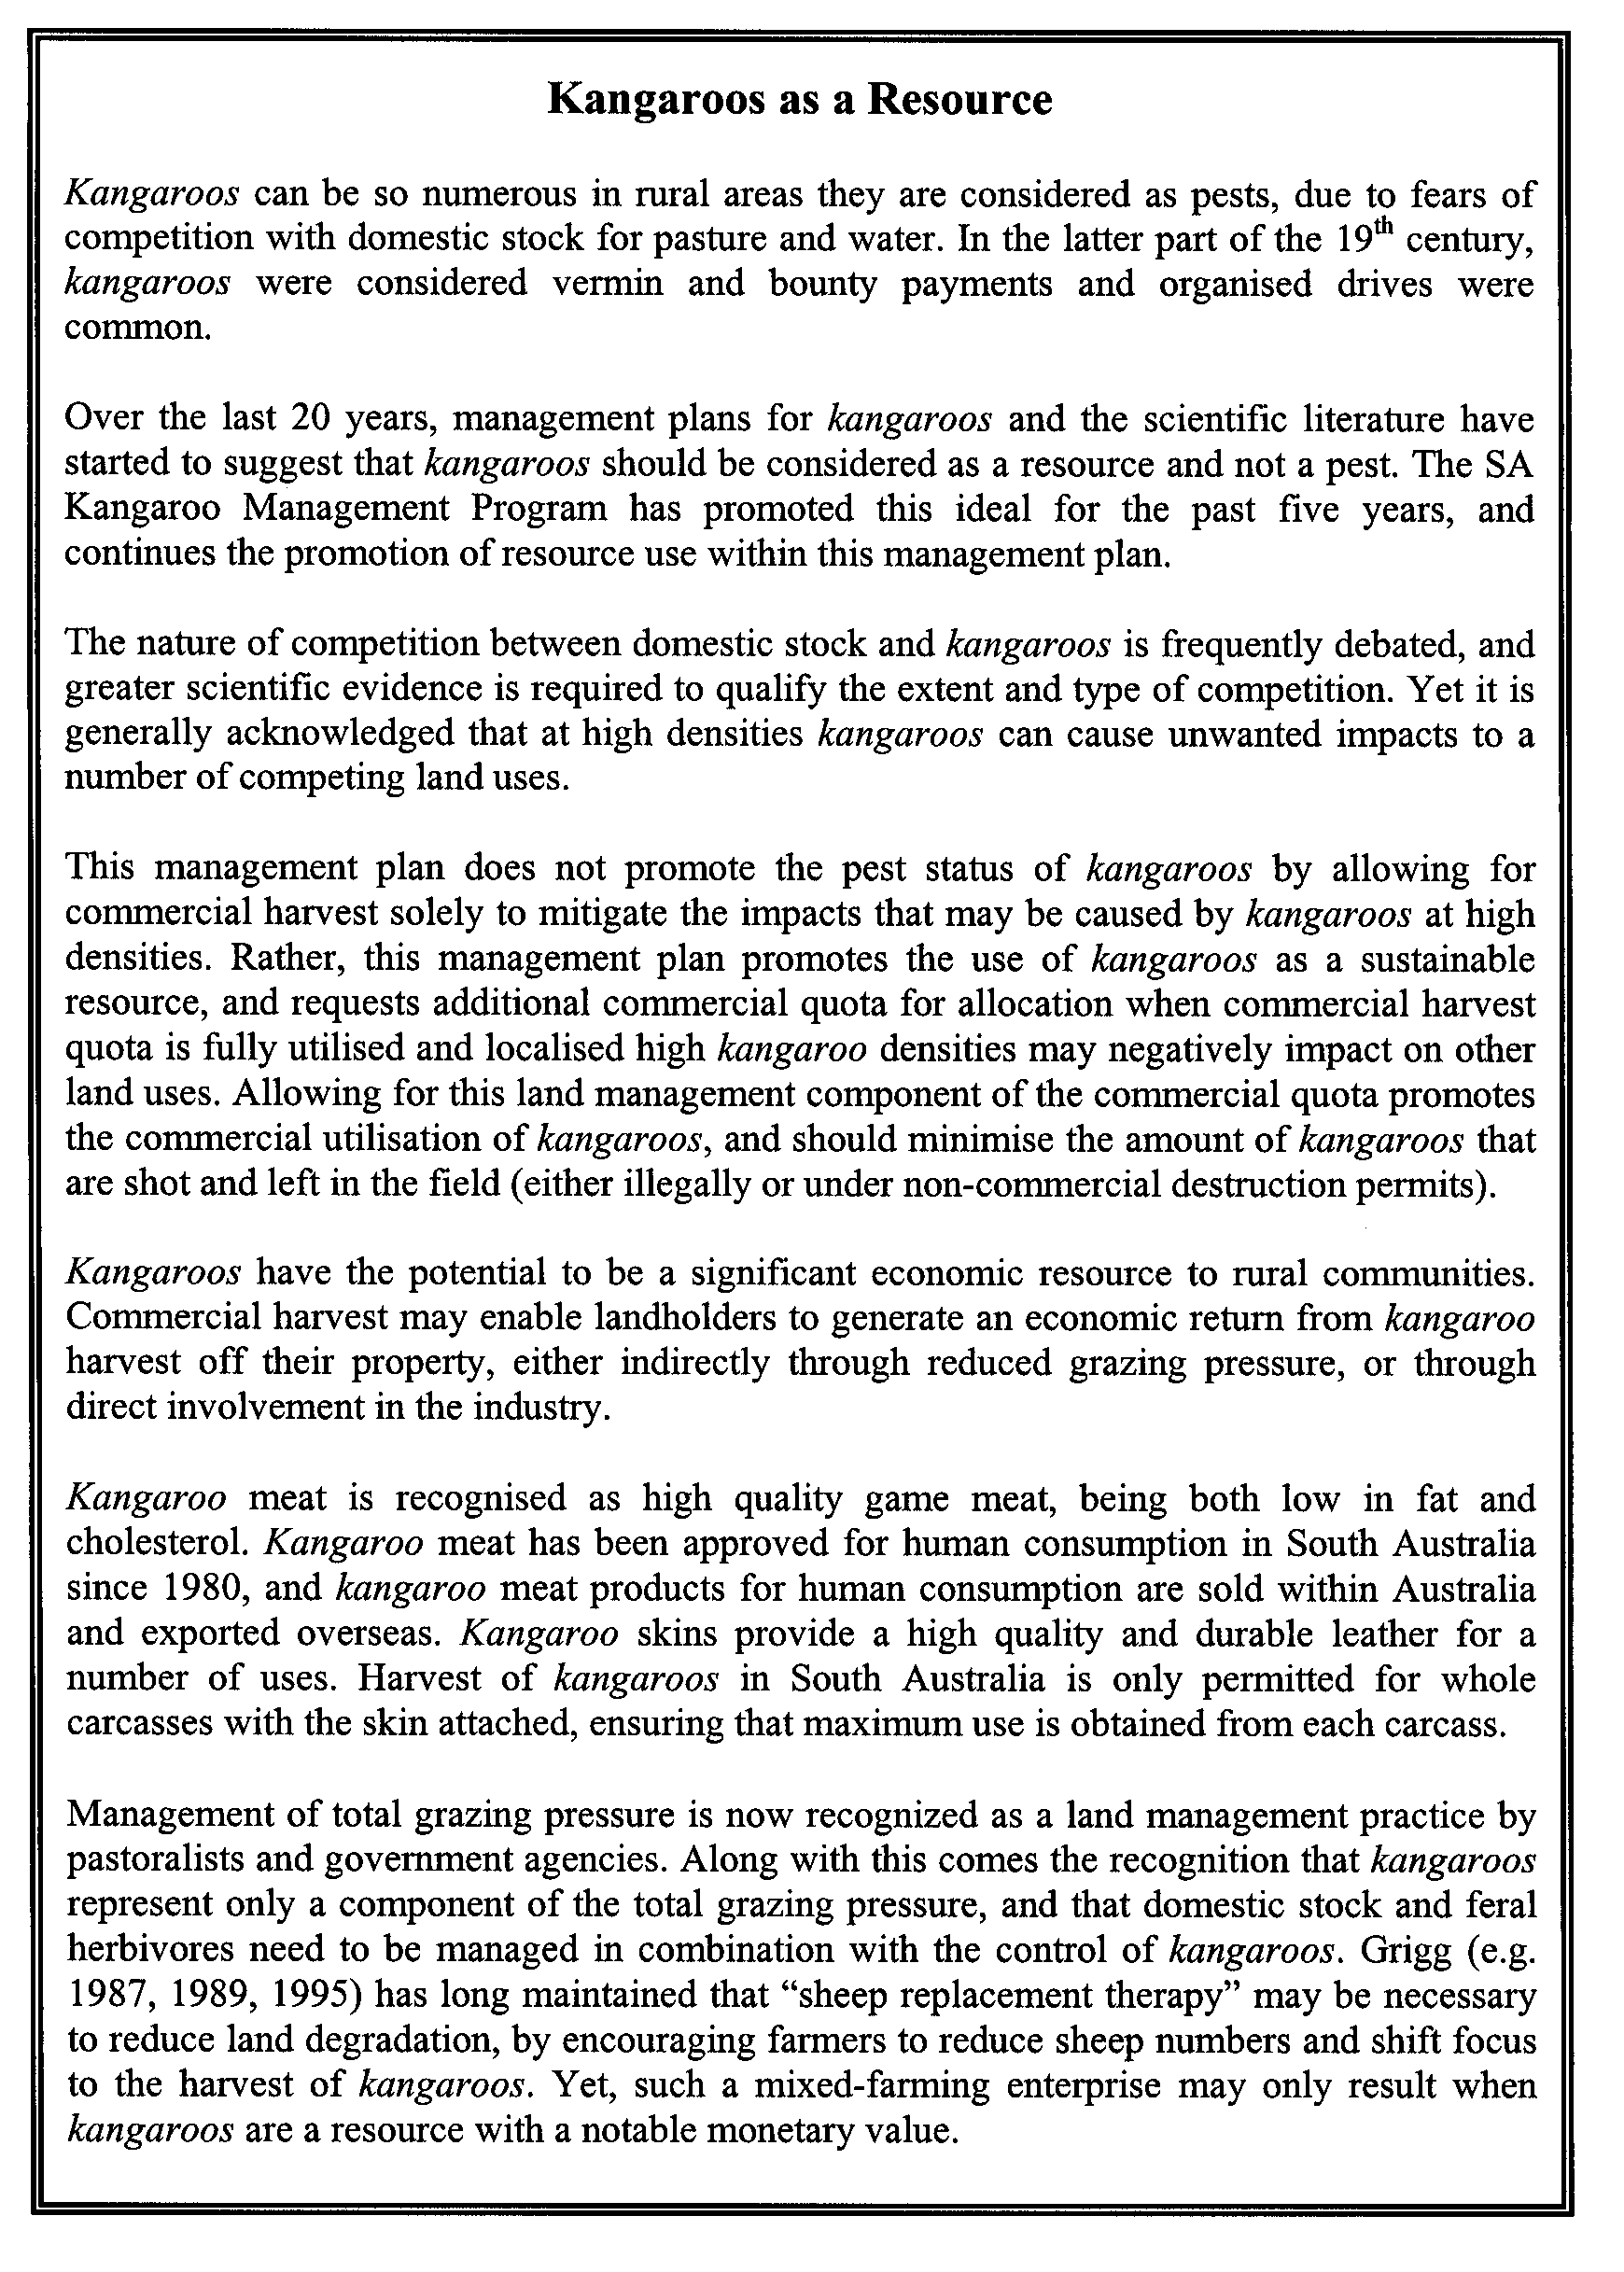 Kangaroos as a Resource
Kangaroos can be so numerous in rural areas they are considered as pests, due to fears of
competition with domestic stock for pasture and water. In the latter part of the 19th century,
kangaroos were considered vermin and bounty payments and organised drives were
common.
Over the last 20 years, management plans for kangaroos and the scientific literature have
started to suggest that kangaroos should be considered as a resource and not a pest. The SA
Kangaroo Management Program has promoted this ideal for the past five years, and
continues the promotion of resource use within this management plan.
The nature of competition between domestic stock and kangaroos is frequently debated, and
greater scientific evidence is required to qualify the extent and type of competition. Yet it is
generally acknowledged that at high densities kangaroos can cause unwanted impacts to a
number of competing land uses.
This management plan does not promote the pest status of kangaroos by allowing for
commercial harvest solely to mitigate the impacts that may be caused by kangaroos at high
densities. Rather, this management plan promotes the use of kangaroos as a sustainable
resource, and requests additional commercial quota for allocation when commercial harvest
quota is fully utilised and localised high kangaroo densities may negatively impact on other
land uses. Allowing for this land management component of the commercial quota promotes
the commercial utilisation of kangaroos, and should minimise the amount of kangaroos that
are shot and left in the field (either illegally or under non-commercial destruction permits).
Kangaroos have the potential to be a significant economic resource to rural communities.
Commercial harvest may enable landholders to generate an economic return from kangaroo
harvest off their property, either indirectly through reduced grazing pressure, or through
direct involvement in the industry.
Kangaroo meat is recognised as high quality game meat, being both low in fat and
cholesterol. Kangaroo meat has been approved for human consumption in South Australia
since 1980, and kangaroo meat products for human consumption are sold within Australia
and exported overseas. Kangaroo skins provide a high quality and durable leather for a
number of uses. Harvest of kangaroos in South Australia is only permitted for whole
carcasses with the skin attached, ensuring that maximum use is obtained from each carcass.
Management of total grazing pressure is now recognized as a land management practice by
pastoralists and government agencies. Along with this comes the recognition that kangaroos
represent only a component of the total grazing pressure, and that domestic stock and feral
herbivores need to be managed in combination with the control of kangaroos. Grigg (e.g.
1987, 1989, 1995) has long maintained that “sheep replacement therapy” may be necessary
to reduce land degradation, by encouraging farmers to reduce sheep numbers and shift focus
to the harvest of kangaroos. Yet, such a mixed-farming enterprise may only result when
kangaroos are a resource with a notable monetary value.